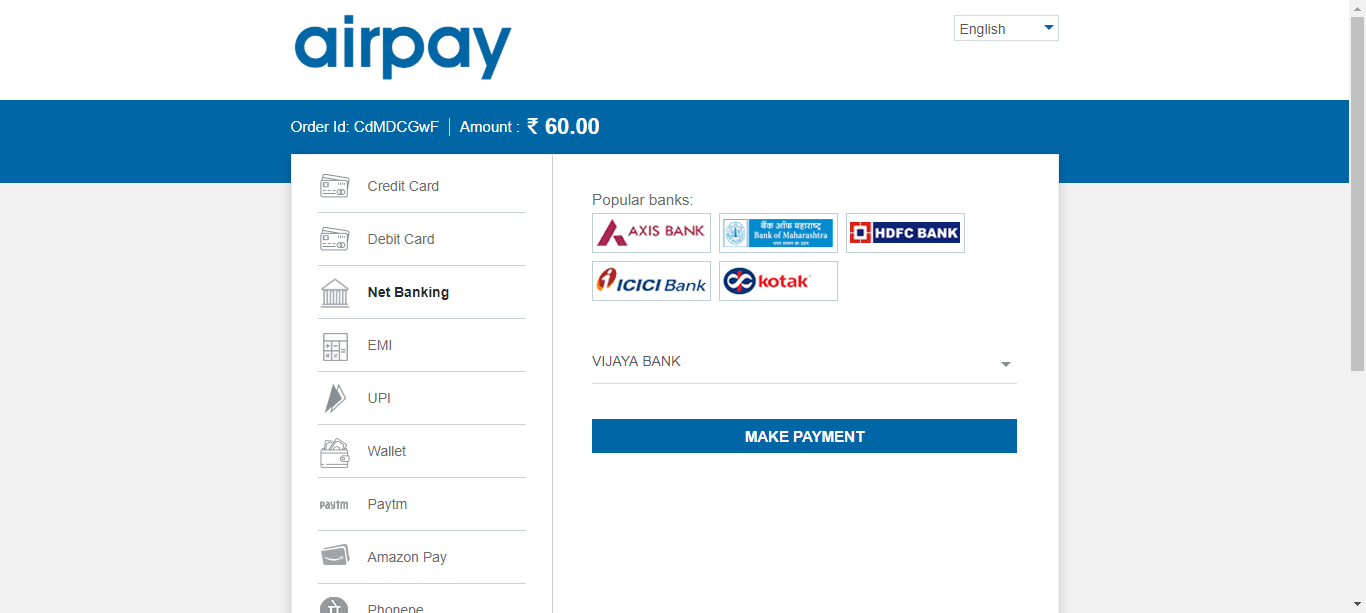 airpay
English
Order Id: CdMDCGwF | Amount : ₹ 60.00
Credit Card
Debit Card
Net Banking
EMI
UPI
Wallet
paytm Paytm
Amazon Pay
Phonepe
Popular banks:
AXIS BANK
बैंक ऑफ महाराष्ट्र
Bank of Maharashtra
HDFC BANK
ICICI Bank
kotak
VIJAYA BANK
MAKE PAYMENT